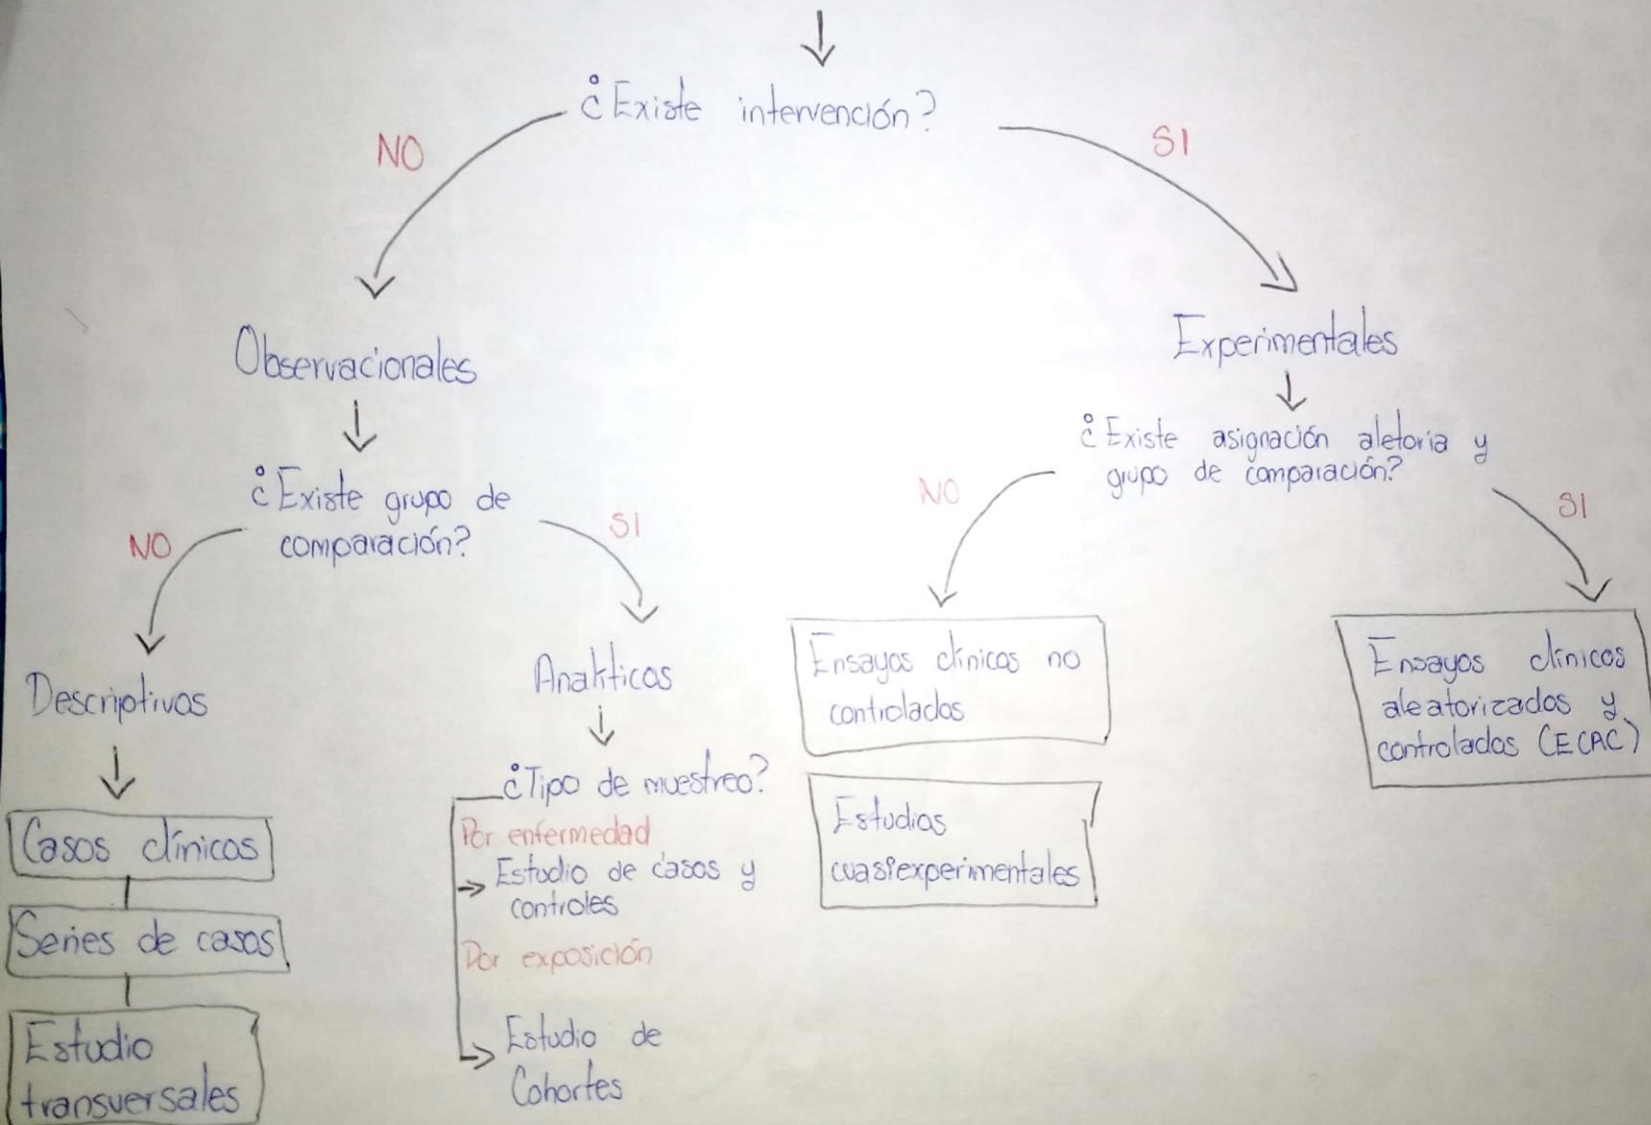 ¿Existe intervención?
NO
SI
Observacionales
Experimentales
¿Existe grupo de
comparación?
NO
SI
¿Existe asignación aletoria y
grupo de comparación?
NO
SI
Descriptivos
Casos clínicos
Series de casos
Estudio
transversales
Analíticos
¿Tipo de muestreo?
Por enfermedad
Estudio de casos y
controles
Por exposición
Estudio de
Cohortes
Ensayos clínicos no
controlados
Estudios
cuasiexperimentales
Ensayos clínicos
aleatorizados y
controlados (ECAC)